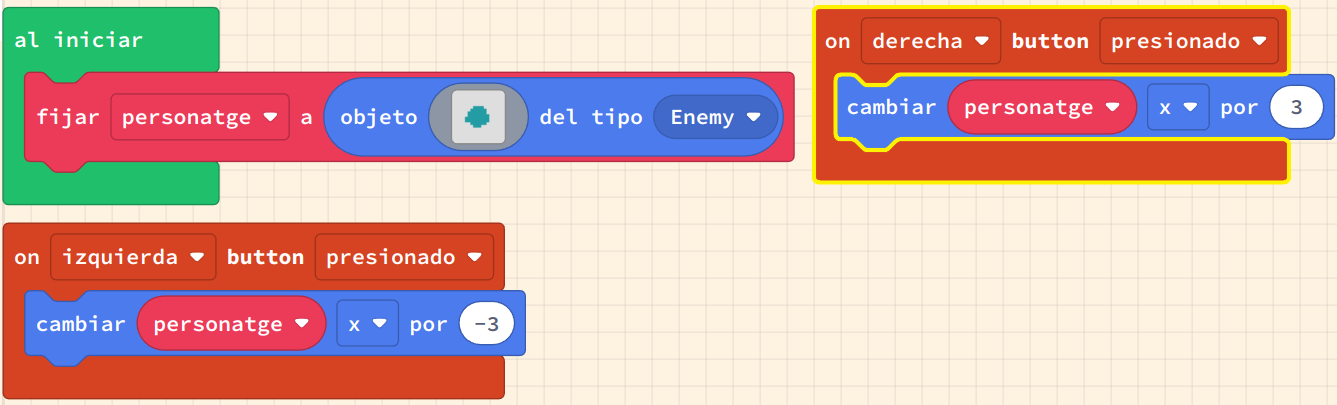 al iniciar
fijar personatge a objeto del tipo Enemy
on derecha button presionado
cambiar personatge x por 3
on izquierda button presionado
cambiar personatge x por -3